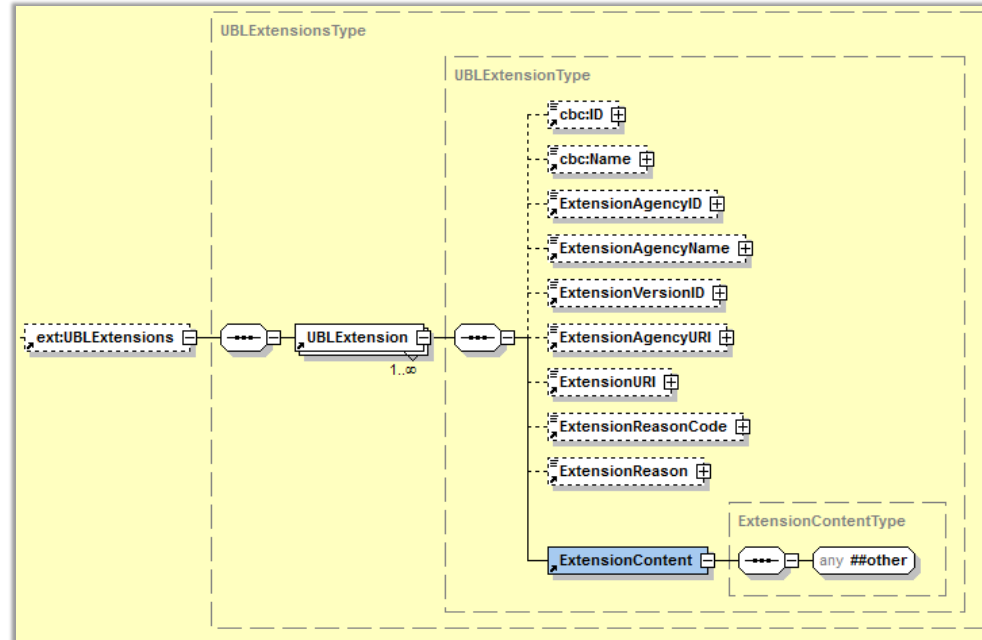 UBLExtensionsType
UBLExtensionType
cbc:ID
cbc:Name
ExtensionAgencyID
ExtensionAgencyName
ExtensionVersionID
ext:UBLExtensions
UBLExtension
1..∞
ExtensionAgencyURI
ExtensionURI
ExtensionReasonCode
ExtensionReason
ExtensionContentType
ExtensionContent
any ##other